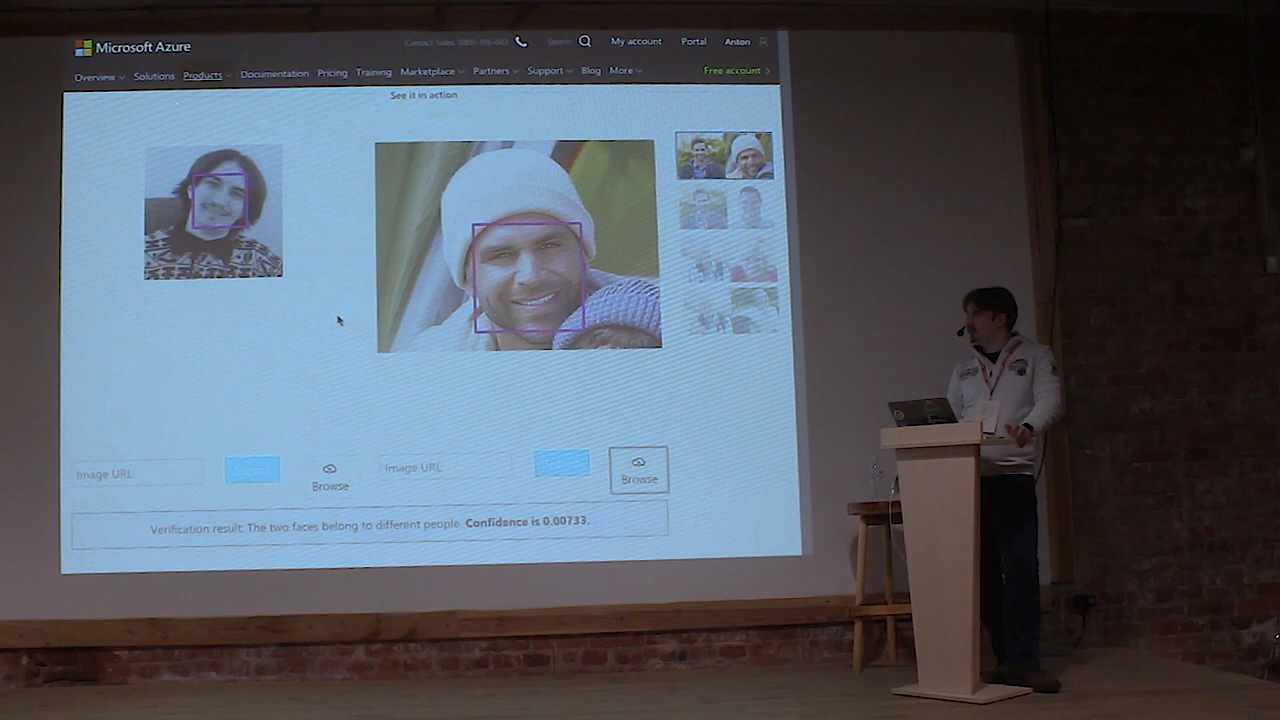 Microsoft Azure
Contact Sales Search My account Portal Anton
Overview Solutions Products Documentation Pricing Training Marketplace Partners Support Blog More Free account
See it in action
Image URL
Browse
Image URL
Browse
Verification result: The two faces belong to different people. Confidence is 0.00733.